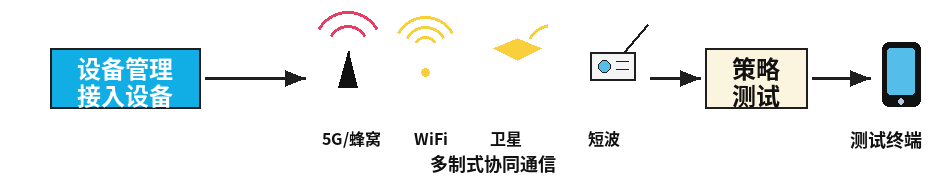 设备管理
接入设备
策略
测试
5G/蜂窝
WiFi
卫星
短波
测试终端
多制式协同通信